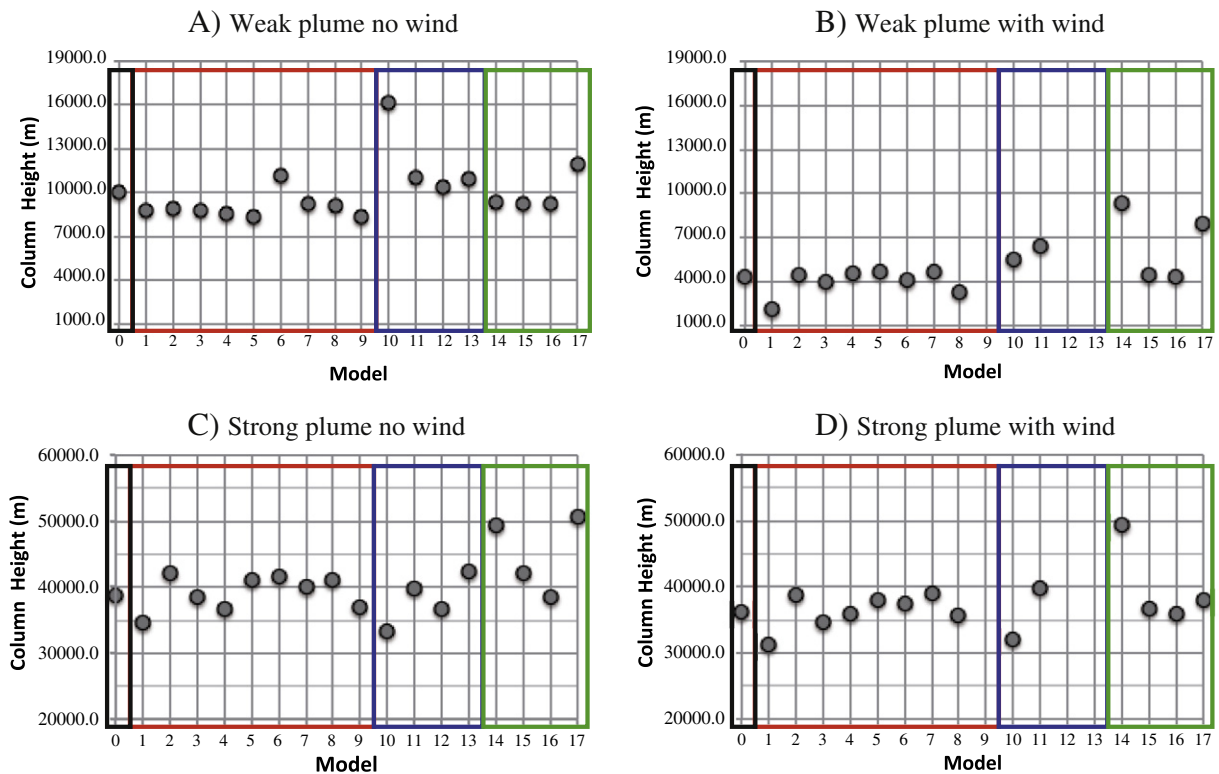 A) Weak plume no wind
Column Height (m)
19000.0
16000.0
13000.0
10000.0
7000.0
4000.0
1000.0
0 1 2 3 4 5 6 7 8 9 10 11 12 13 14 15 16 17
Model
B) Weak plume with wind
Column Height (m)
19000.0
16000.0
13000.0
10000.0
7000.0
4000.0
1000.0
0 1 2 3 4 5 6 7 8 9 10 11 12 13 14 15 16 17
Model
C) Strong plume no wind
Column Height (m)
60000.0
50000.0
40000.0
30000.0
20000.0
0 1 2 3 4 5 6 7 8 9 10 11 12 13 14 15 16 17
Model
D) Strong plume with wind
Column Height (m)
60000.0
50000.0
40000.0
30000.0
20000.0
0 1 2 3 4 5 6 7 8 9 10 11 12 13 14 15 16 17
Model